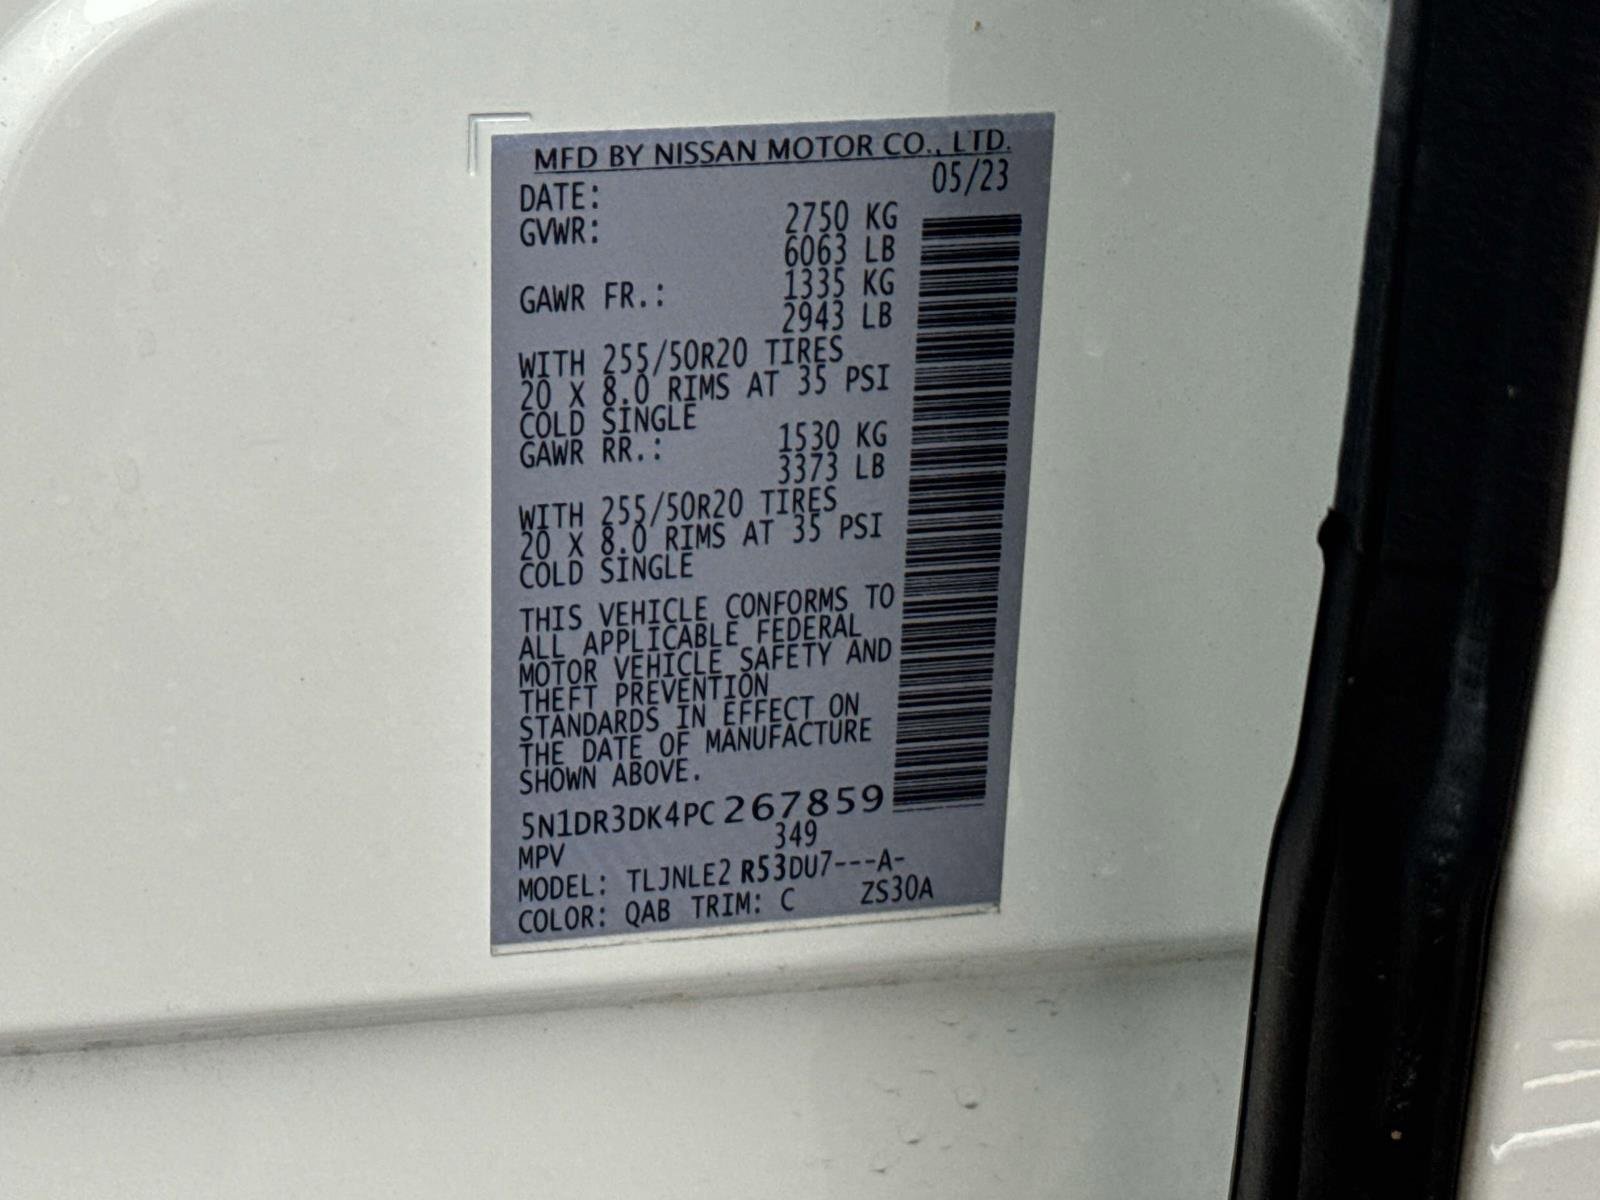 MFD BY NISSAN MOTOR CO., LTD.
DATE: 05/23
GVWR: 2750 KG
6063 LB
GAWR FR.: 1335 KG
2943 LB
WITH 255/50R20 TIRES
20 X 8.0 RIMS AT 35 PSI
COLD SINGLE
GAWR RR.: 1530 KG
3373 LB
WITH 255/50R20 TIRES
20 X 8.0 RIMS AT 35 PSI
COLD SINGLE
THIS VEHICLE CONFORMS TO
ALL APPLICABLE FEDERAL
MOTOR VEHICLE SAFETY AND
THEFT PREVENTION
STANDARDS IN EFFECT ON
THE DATE OF MANUFACTURE
SHOWN ABOVE.
5N1DR3DK4PC267859
MPV 349
MODEL: TLJNLE2 R53DU7---A-
COLOR: QAB TRIM: C ZS30A